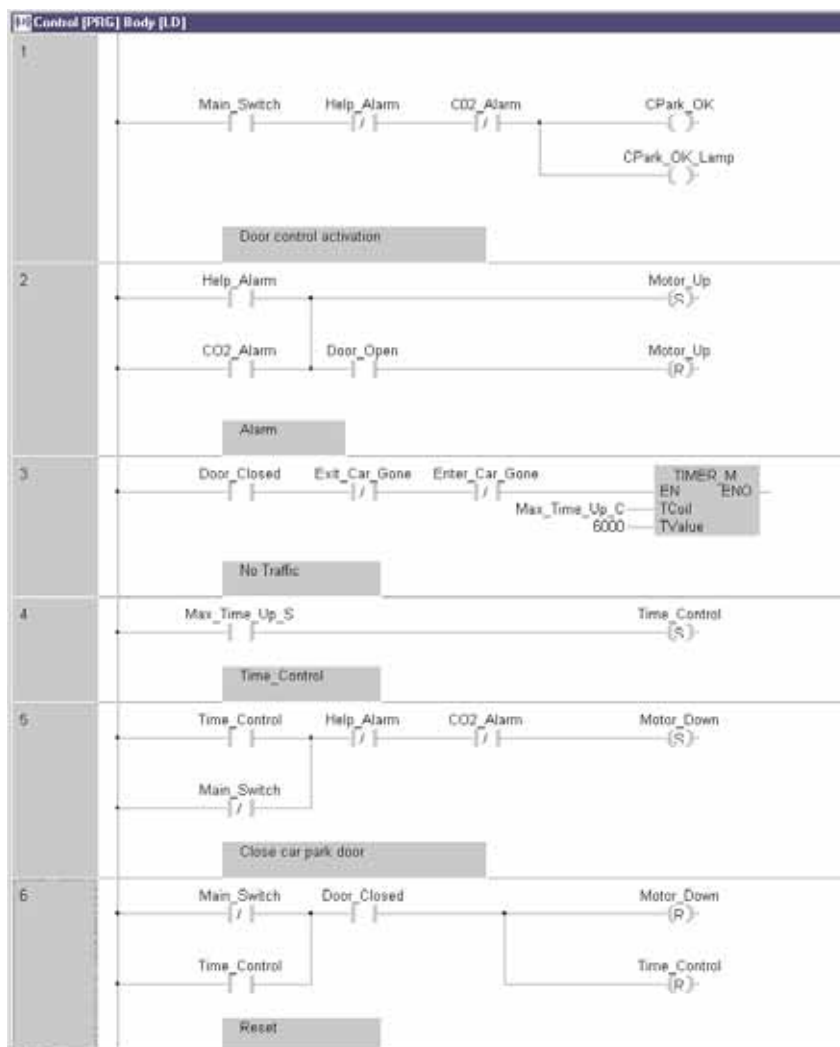 Control [PRG] Body [LD]
1
Main_Switch Help_Alarm C02_Alarm CPark_OK
CPark_OK_Lamp
Door control activation
2
Help_Alarm Motor_Up
S
CO2_Alarm Door_Open Motor_Up
R
Alarm
3
Door_Closed Exit_Car_Gone Enter_Car_Gone TIMER_M
EN ENO
Max_Time_Up_C TCoil
6000 TValue
No Traffic
4
Max_Time_Up_S Time_Control
S
Time_Control
5
Time_Control Help_Alarm CO2_Alarm Motor_Down
S
Main_Switch
Close car park door
6
Main_Switch Door_Closed Motor_Down
R
Time_Control Time_Control
R
Reset